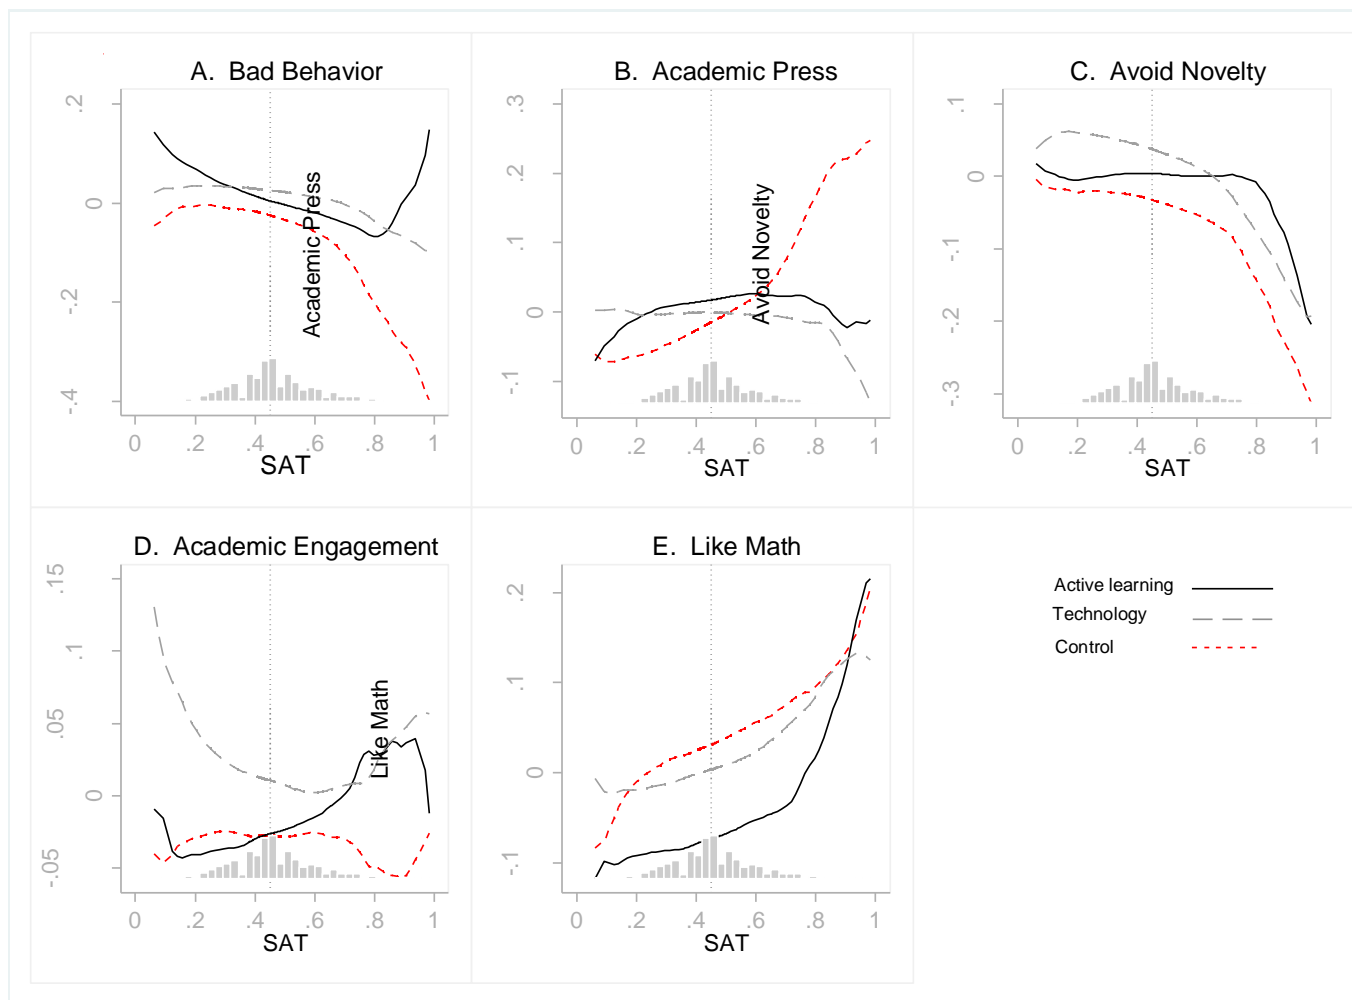 A. Bad Behavior
.2
0
-.2
-.4
0 .2 .4 .6 .8 1
SAT
Academic Press
B. Academic Press
.3
.2
.1
0
-.1
0 .2 .4 .6 .8 1
SAT
Avoid Novelty
C. Avoid Novelty
.1
0
-.1
-.2
-.3
0 .2 .4 .6 .8 1
SAT
D. Academic Engagement
.15
.1
.05
0
-.05
0 .2 .4 .6 .8 1
SAT
Like Math
E. Like Math
.2
.1
0
-.1
0 .2 .4 .6 .8 1
SAT
Active learning
Technology
Control